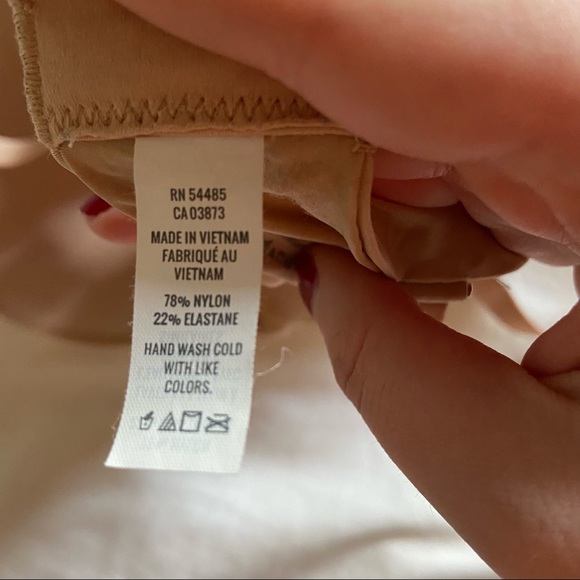 RN 54485
CA 03873
MADE IN VIETNAM
FABRIQUÉ AU
VIETNAM
78% NYLON
22% ELASTANE
HAND WASH COLD
WITH LIKE
COLORS.